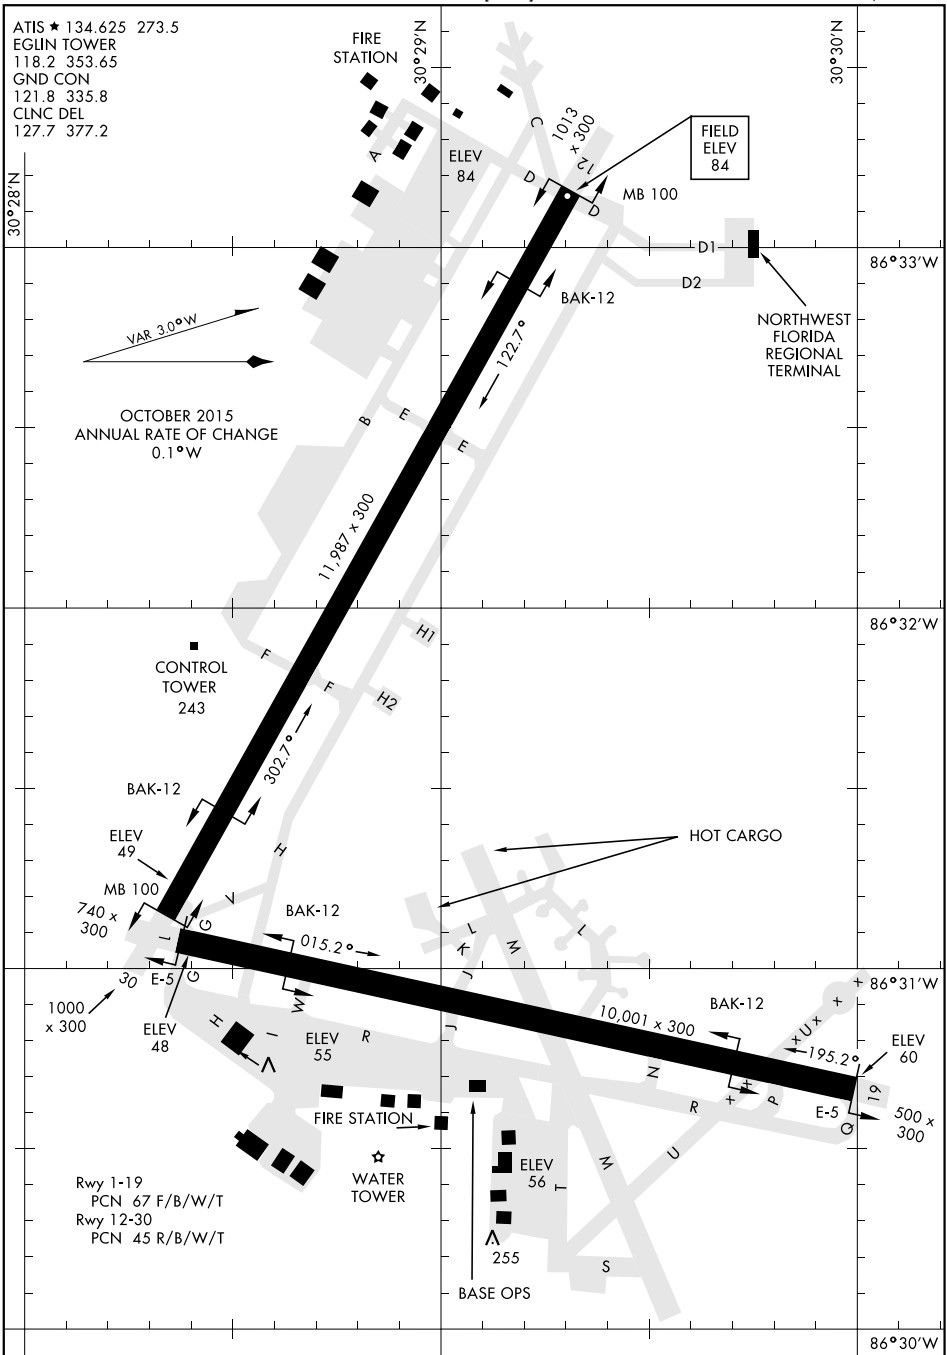 ATIS ★ 134.625 273.5
EGLIN TOWER
118.2 353.65
GND CON
121.8 335.8
CLNC DEL
127.7 377.2
FIRE
STATION
30°29'N
30°30'N
30°28'N
A
ELEV
84
C
1013
x 300
12
FIELD
ELEV
84
D
D
MB 100
D1
D2
86°33'W
BAK-12
NORTHWEST
FLORIDA
REGIONAL
TERMINAL
VAR 3.0°W
122.7°
OCTOBER 2015
ANNUAL RATE OF CHANGE
0.1°W
B
E
E
11,987 x 300
86°32'W
H1
F
F
H2
CONTROL
TOWER
243
302.7°
BAK-12
ELEV
49
HOT CARGO
H
MB 100
V
740 x
300
G
BAK-12
L
M
L
K
J
I
015.2°
30
E-5
G
86°31'W
1000
x 300
ELEV
48
H
I
W
ELEV
55
R
J
10,001 x 300
BAK-12
x
x
x
U
x
x
195.2°
ELEV
60
N
x
x
R
P
19
E-5
500 x
300
Q
FIRE STATION
WATER
TOWER
ELEV
56
T
M
U
Rwy 1-19
PCN 67 F/B/W/T
Rwy 12-30
PCN 45 R/B/W/T
255
S
BASE OPS
86°30'W